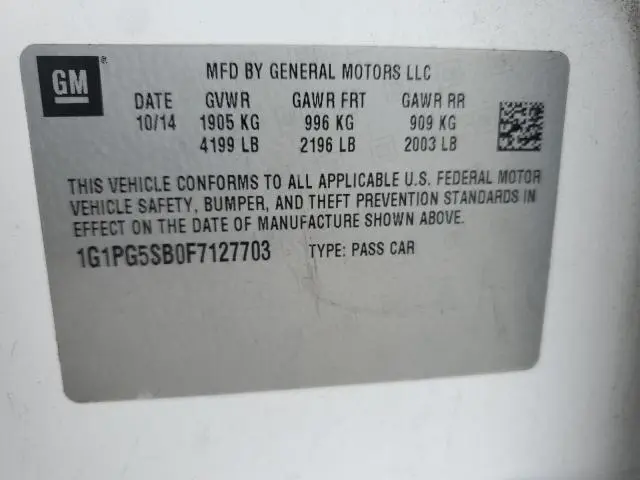 GM®
MFD BY GENERAL MOTORS LLC
DATE GVWR GAWR FRT GAWR RR
10/14 1905 KG 996 KG 909 KG
4199 LB 2196 LB 2003 LB
THIS VEHICLE CONFORMS TO ALL APPLICABLE U.S. FEDERAL MOTOR
VEHICLE SAFETY, BUMPER, AND THEFT PREVENTION STANDARDS IN
EFFECT ON THE DATE OF MANUFACTURE SHOWN ABOVE.
1G1PG5SB0F7127703 TYPE: PASS CAR